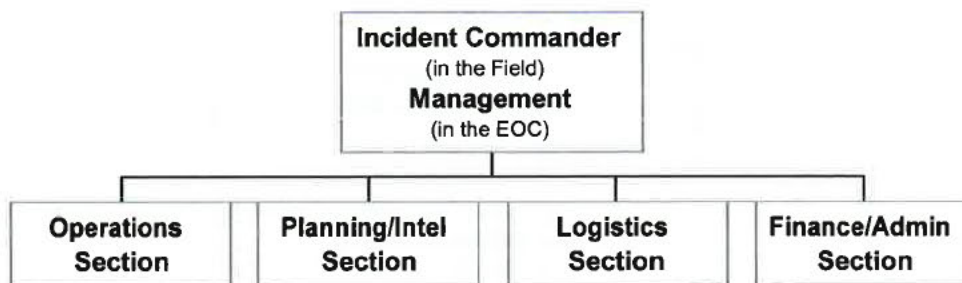 Incident Commander
(in the Field)
Management
(in the EOC)
Operations
Section
Planning/Intel
Section
Logistics
Section
Finance/Admin
Section